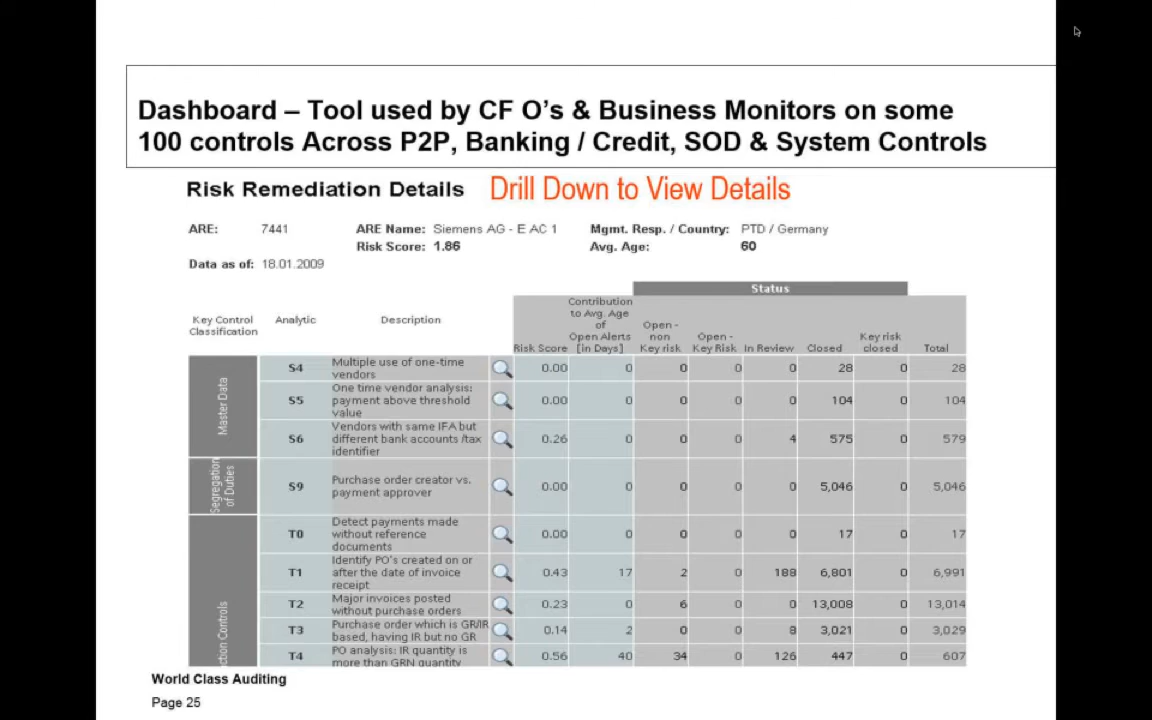 Dashboard – Tool used by CF O's & Business Monitors on some
100 controls Across P2P, Banking / Credit, SOD & System Controls
Risk Remediation Details Drill Down to View Details
ARE: 7441 ARE Name: Siemens AG - E AC 1 Mgmt. Resp. / Country: PTD / Germany
Risk Score: 1.86 Avg. Age: 60
Data as of: 18.01.2009
Status
Key Control Classification Analytic Description Risk Score Contribution to Avg. Age of Open Alerts [in Days] Open - non Key risk Open - Key Risk In Review Closed Key risk closed Total
Master Data
S4 Multiple use of one-time vendors 0.00 0 0 0 0 28 0 28
S5 One time vendor analysis: payment above threshold value 0.00 0 0 0 0 104 0 104
S6 Vendors with same IFA but different bank accounts /tax identifier 0.26 0 0 0 4 575 0 579
Segregation of Duties
S9 Purchase order creator vs. payment approver 0.00 0 0 0 0 5,046 0 5,046
ction Controls
T0 Detect payments made without reference documents 0.00 0 0 0 0 17 0 17
T1 Identify PO's created on or after the date of invoice receipt 0.43 17 2 0 188 6,801 0 6,991
T2 Major invoices posted without purchase orders 0.23 0 6 0 0 13,008 0 13,014
T3 Purchase order which is GR/IR based, having IR but no GR 0.14 2 0 0 8 3,021 0 3,029
T4 PO analysis: IR quantity is more than GRN quantity 0.56 40 34 0 126 447 0 607
World Class Auditing
Page 25